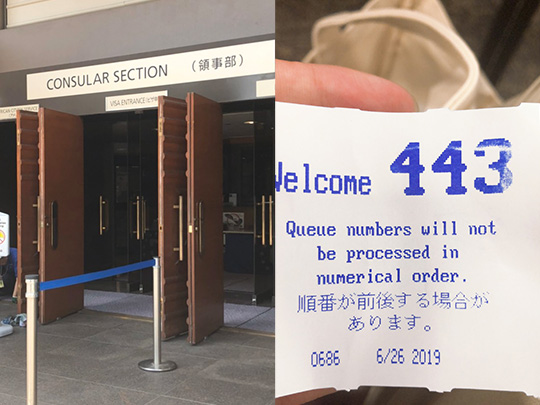 CONSULAR SECTION （領事部）
VISA ENTRANCE
Welcome 443
Queue numbers will not
be processed in
numerical order.
順番が前後する場合が
あります。
0686 6/26 2019